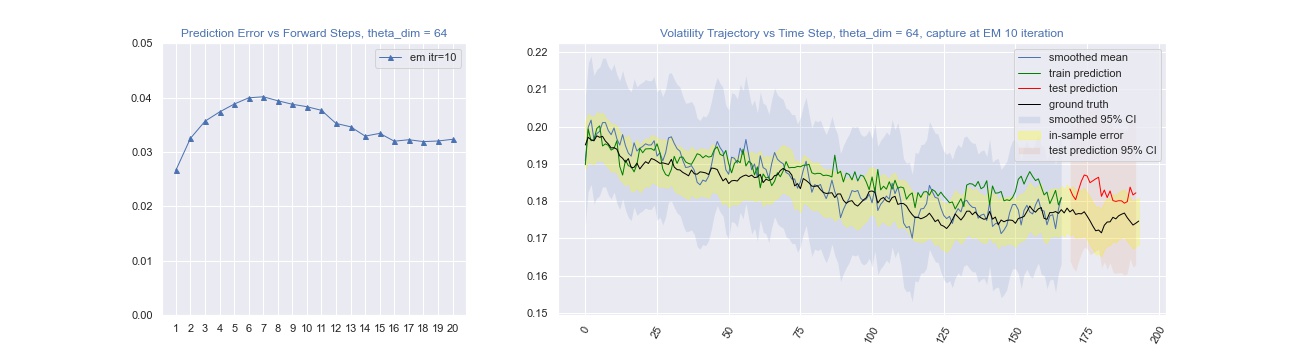 Prediction Error vs Forward Steps, theta_dim = 64
em itr=10
0.05
0.04
0.03
0.02
0.01
0.00
1 2 3 4 5 6 7 8 9 10 11 12 13 14 15 16 17 18 19 20
Volatility Trajectory vs Time Step, theta_dim = 64, capture at EM 10 iteration
smoothed mean
train prediction
test prediction
ground truth
smoothed 95% CI
in-sample error
test prediction 95% CI
0.22
0.21
0.20
0.19
0.18
0.17
0.16
0.15
0 25 50 75 100 125 150 175 200